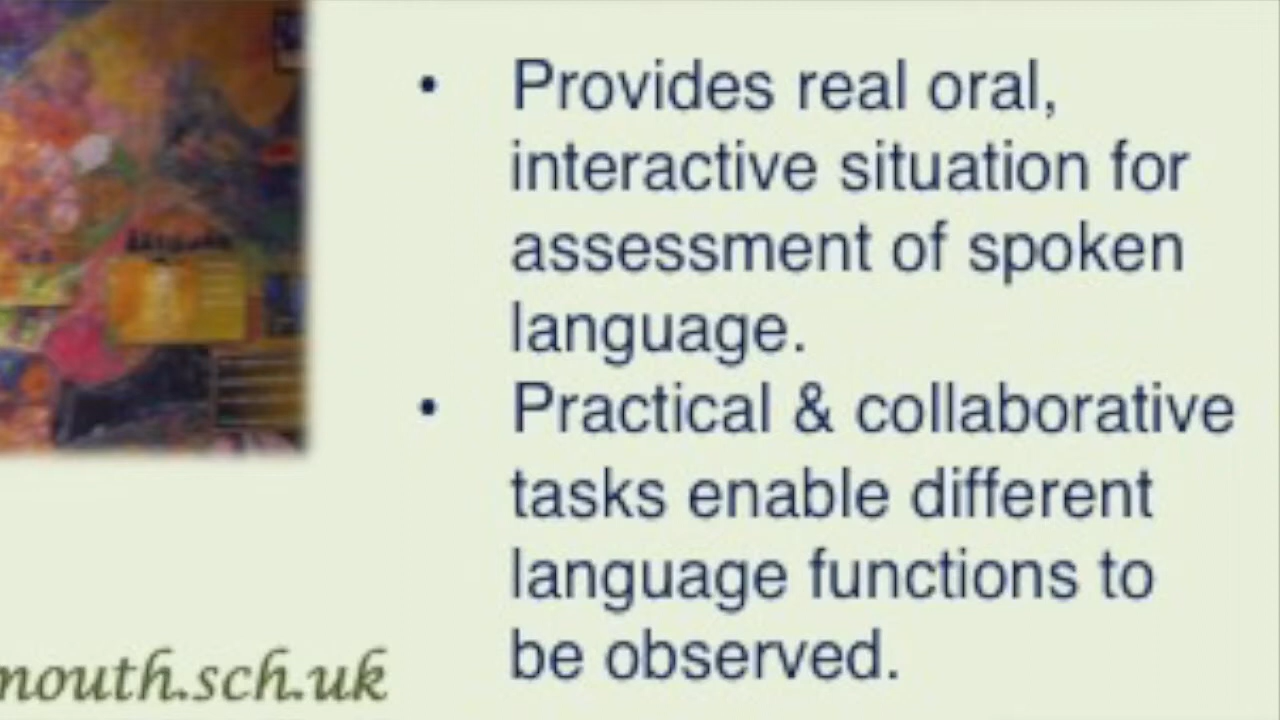 • Provides real oral,
interactive situation for
assessment of spoken
language.
• Practical & collaborative
tasks enable different
language functions to
be observed.
mouth.sch.uk